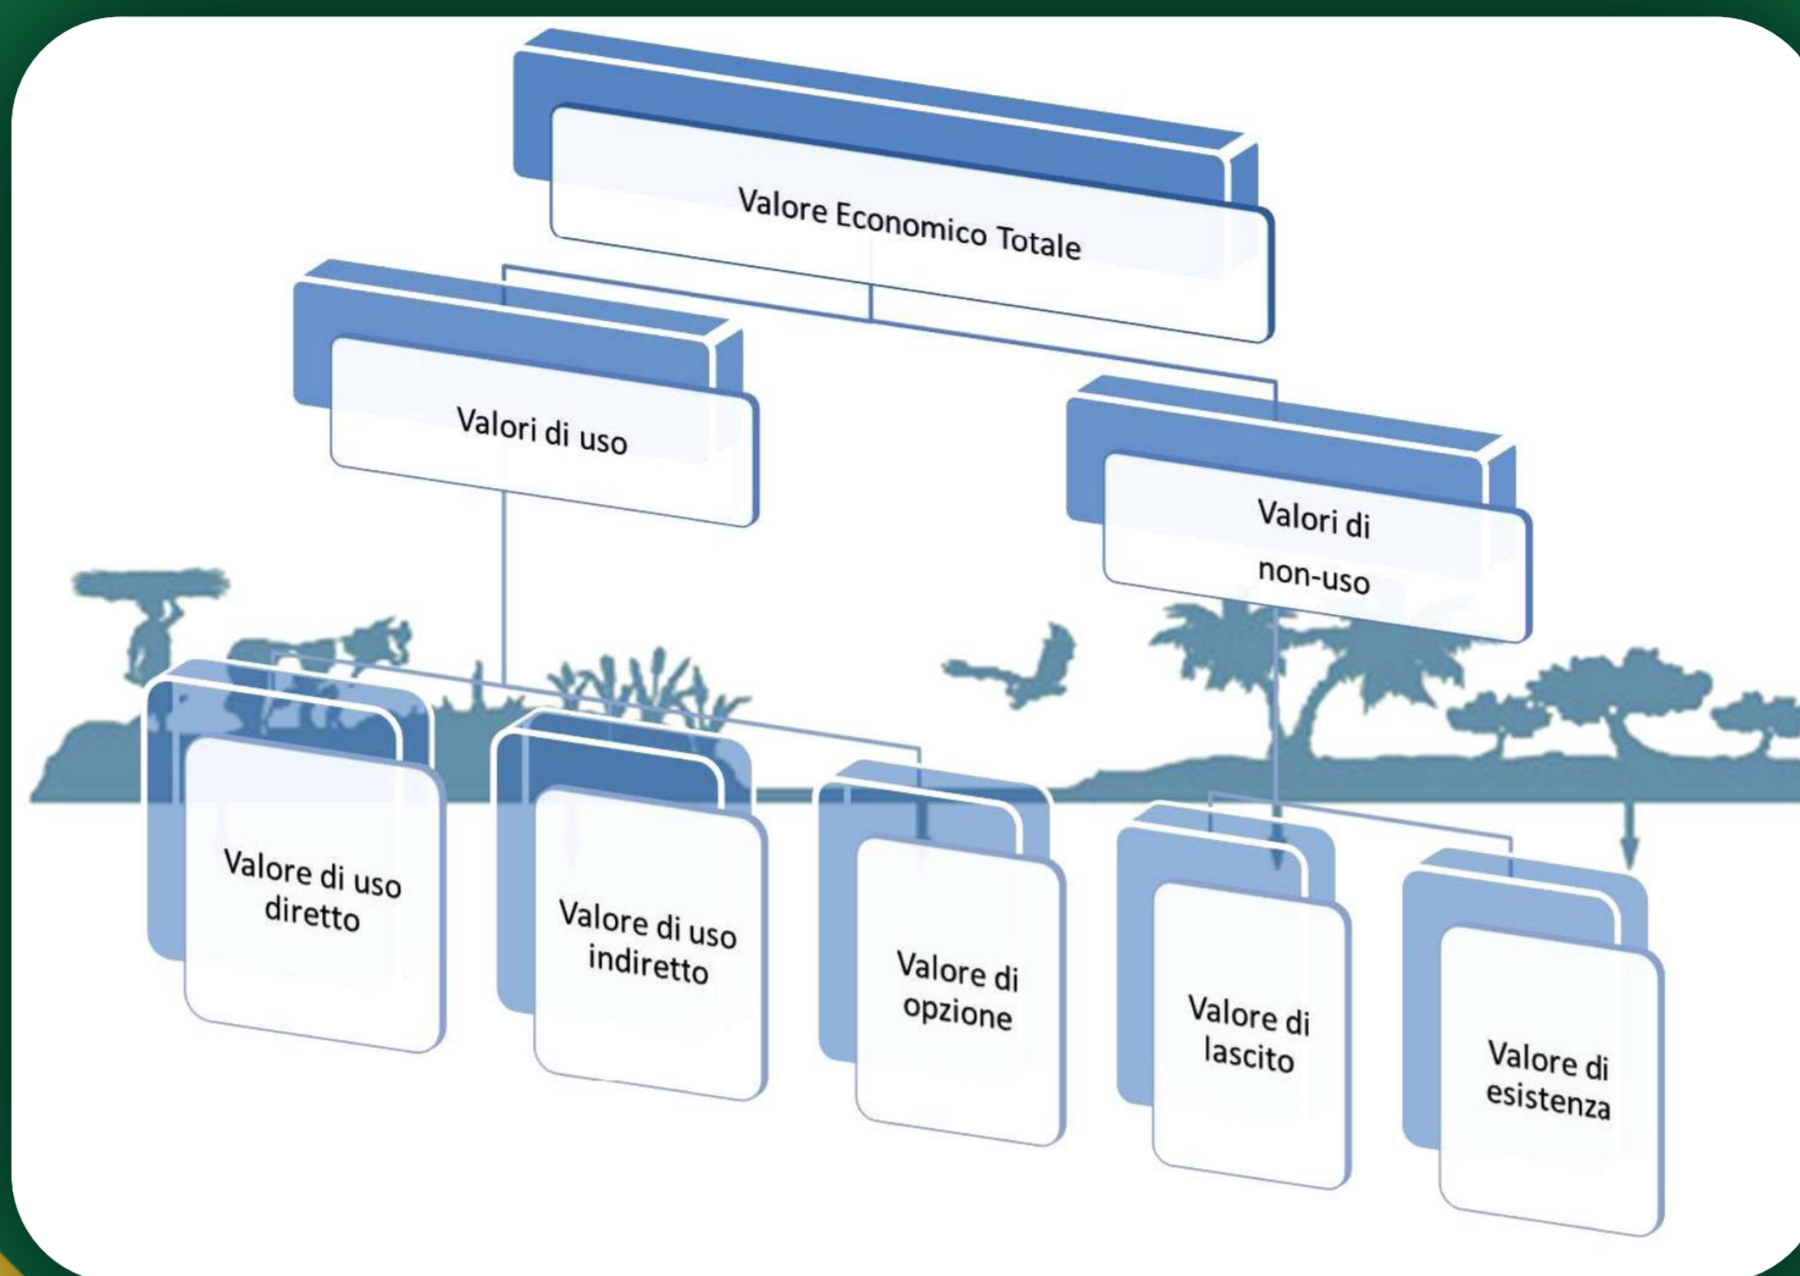 Valore Economico Totale
Valori di uso
Valori di
non-uso
Valore di uso
diretto
Valore di uso
indiretto
Valore di
opzione
Valore di
lascito
Valore di
esistenza